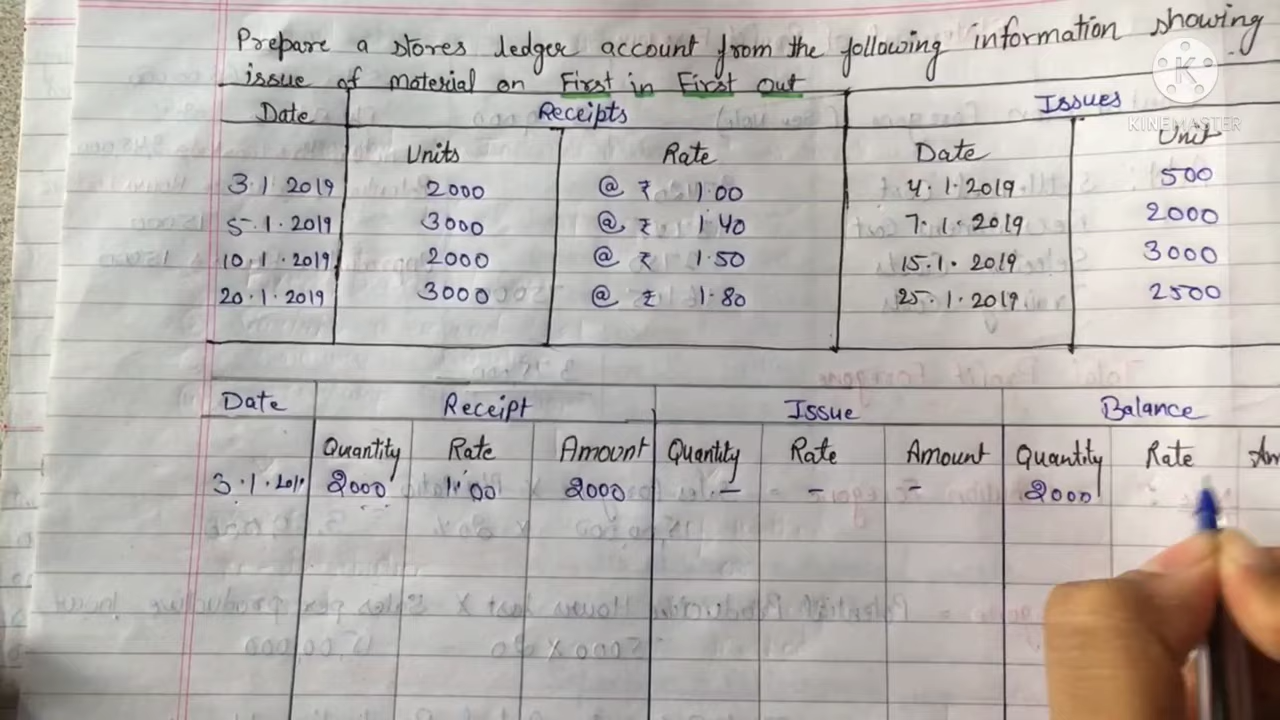 Prepare a stores ledger account from the following information showing
issue of material on First in First Out
Date Receipts Issues
Units Rate Date Unit
3.1.2019 2000 @ ₹ 1.00 4.1.2019 500
5.1.2019 3000 @ ₹ 1.40 7.1.2019 2000
10.1.2019 2000 @ ₹ 1.50 15.1.2019 3000
20.1.2019 3000 @ ₹ 1.80 25.1.2019 2500
Date Receipt Issue Balance
Quantity Rate Amount Quantity Rate Amount Quantity Rate Am
3.1.2019 2000 1.00 2000 - - - 2000
KINEMASTER